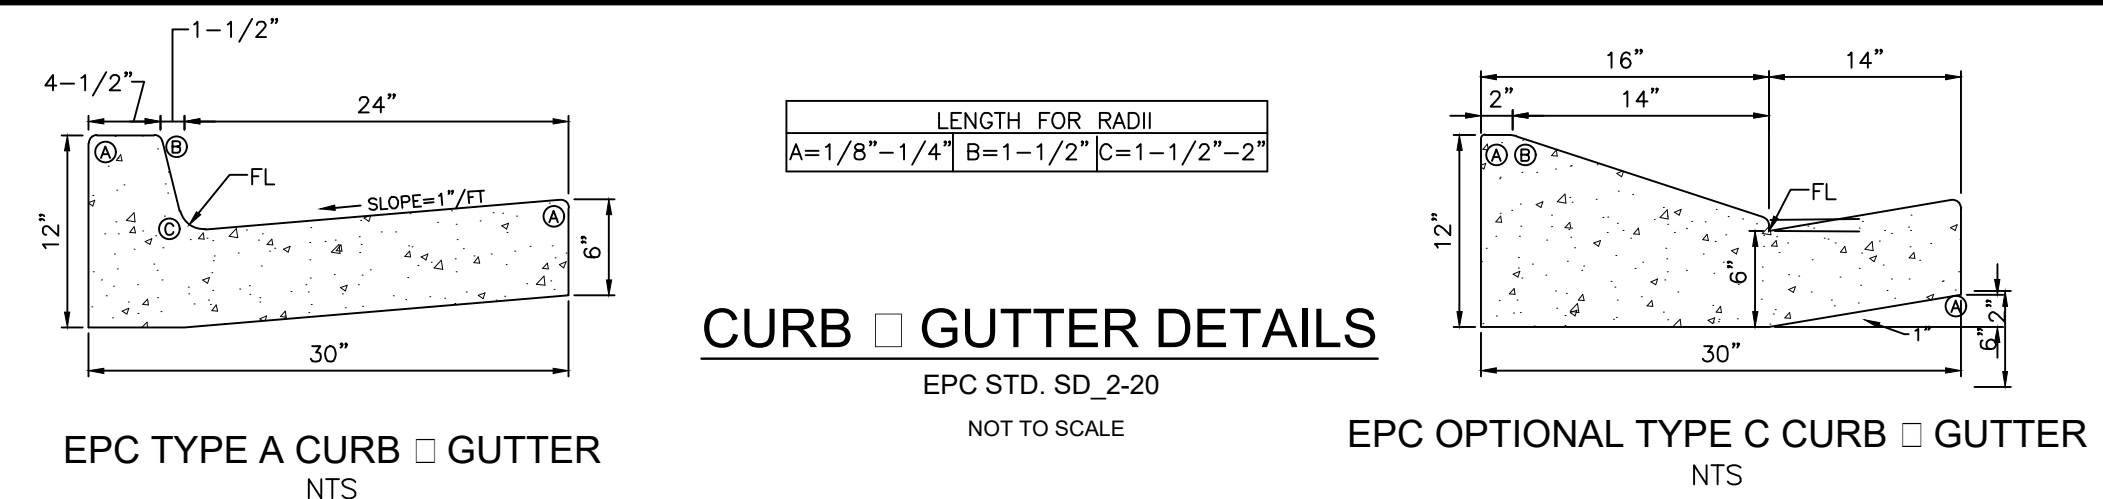 1-1/2"
4-1/2"
24"
A
B
FL
SLOPE=1"/FT
A
C
12"
6"
30"
EPC TYPE A CURB □ GUTTER
NTS
LENGTH FOR RADII
A=1/8"-1/4" B=1-1/2" C=1-1/2"-2"
CURB □ GUTTER DETAILS
EPC STD. SD_2-20
NOT TO SCALE
16" 14"
2" 14"
A B
FL
12"
6"
A
2"
1"
6"
30"
EPC OPTIONAL TYPE C CURB □ GUTTER
NTS